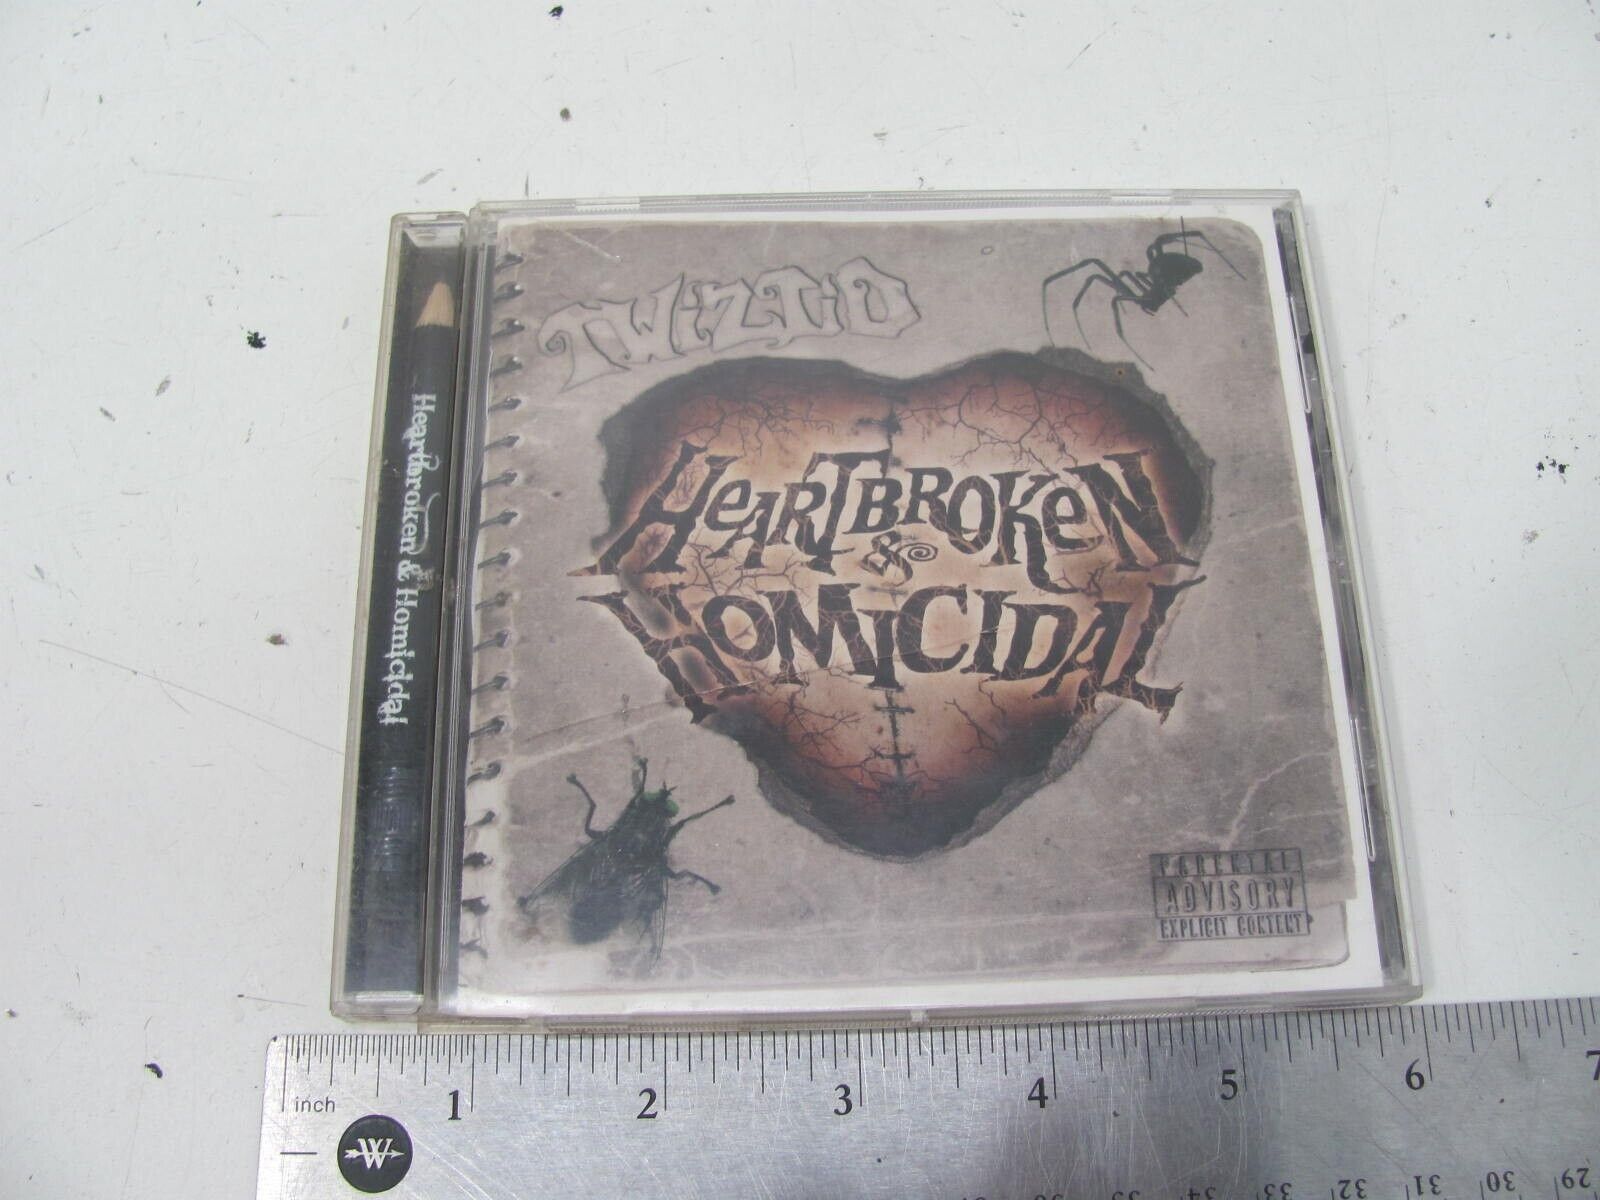 TWiZTiD
HeARTBROKeN
&
HOMiCIDAL
PARENTAL
ADVISORY
EXPLICIT CONTENT
Heartbroken & Homicidal
inch 1 2 3 4 5 6 7
W
34 33 32 31 30 29